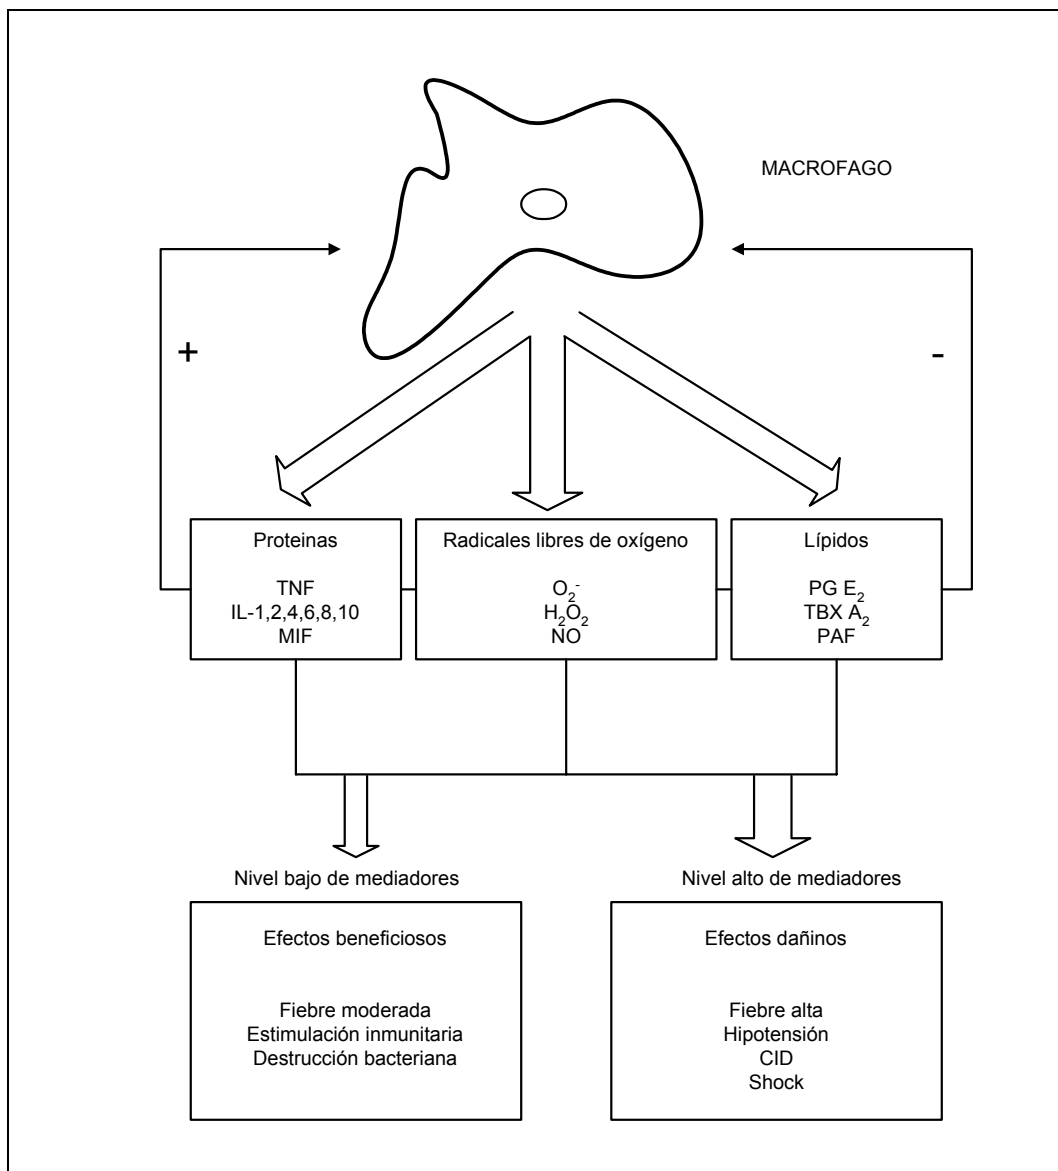 MACROFAGO
+
-
Proteinas
TNF
IL-1,2,4,6,8,10
MIF
Radicales libres de oxígeno
O₂⁻
H₂O₂
NO
Lípidos
PG E₂
TBX A₂
PAF
Nivel bajo de mediadores
Efectos beneficiosos
Fiebre moderada
Estimulación inmunitaria
Destrucción bacteriana
Nivel alto de mediadores
Efectos dañinos
Fiebre alta
Hipotensión
CID
Shock